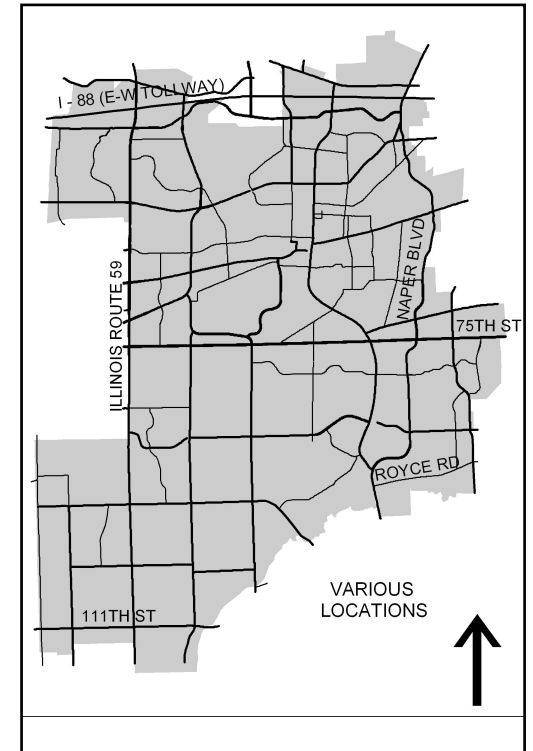 I - 88 (E-W TOLLWAY)
ILLINOIS ROUTE 59
NAPER BLVD
75TH ST
ROYCE RD
VARIOUS
LOCATIONS
111TH ST